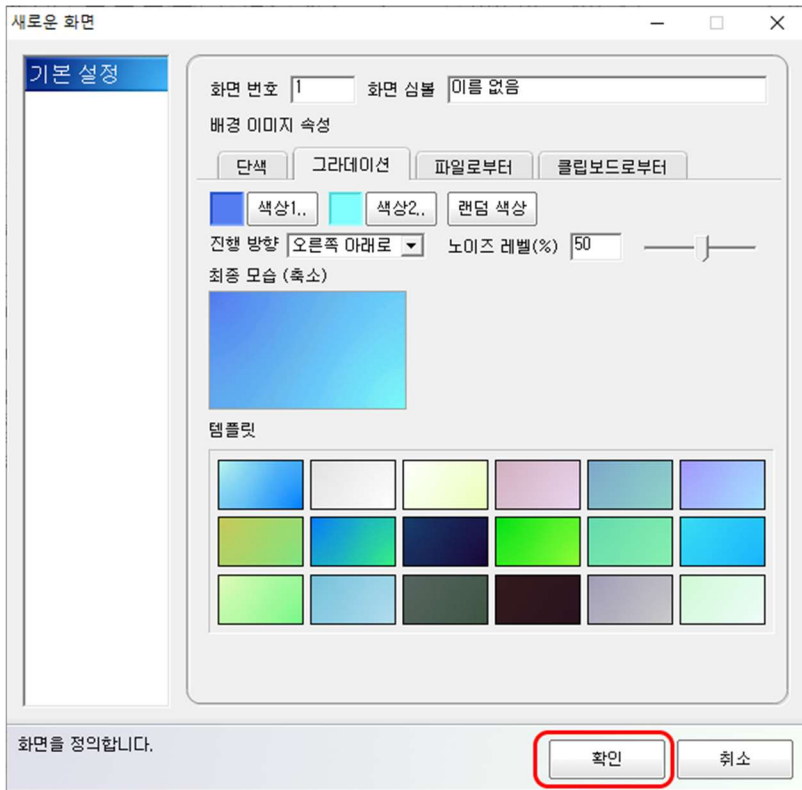 새로운 화면
기본 설정
화면 번호 1 화면 심볼 이름 없음
배경 이미지 속성
단색 그라데이션 파일로부터 클립보드로부터
색상1.. 색상2.. 랜덤 색상
진행 방향 오른쪽 아래로 노이즈 레벨(%) 50
최종 모습 (축소)
템플릿
화면을 정의합니다.
확인 취소